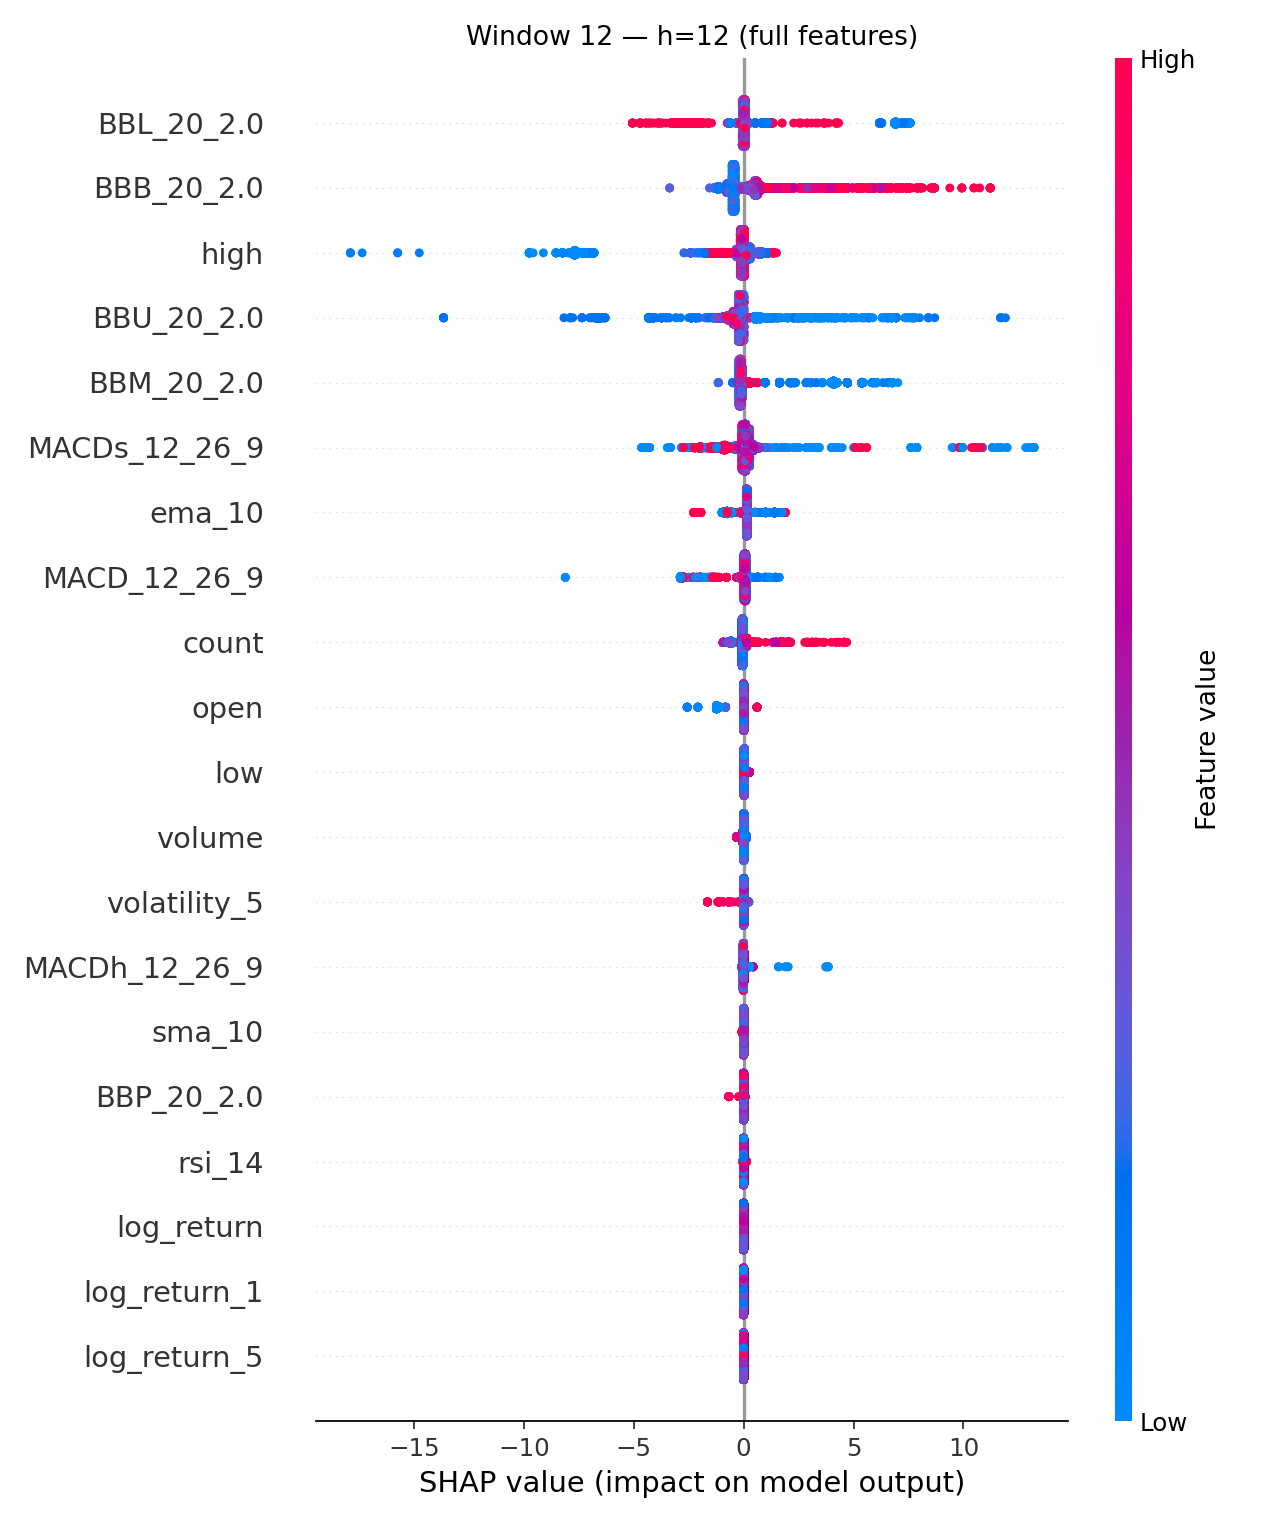 Window 12 — h=12 (full features)
High
BBL_20_2.0
BBB_20_2.0
high
BBU_20_2.0
BBM_20_2.0
MACDs_12_26_9
ema_10
MACD_12_26_9
count
open
low
volume
volatility_5
MACDh_12_26_9
sma_10
BBP_20_2.0
rsi_14
log_return
log_return_1
log_return_5
Feature value
Low
−15 −10 −5 0 5 10
SHAP value (impact on model output)